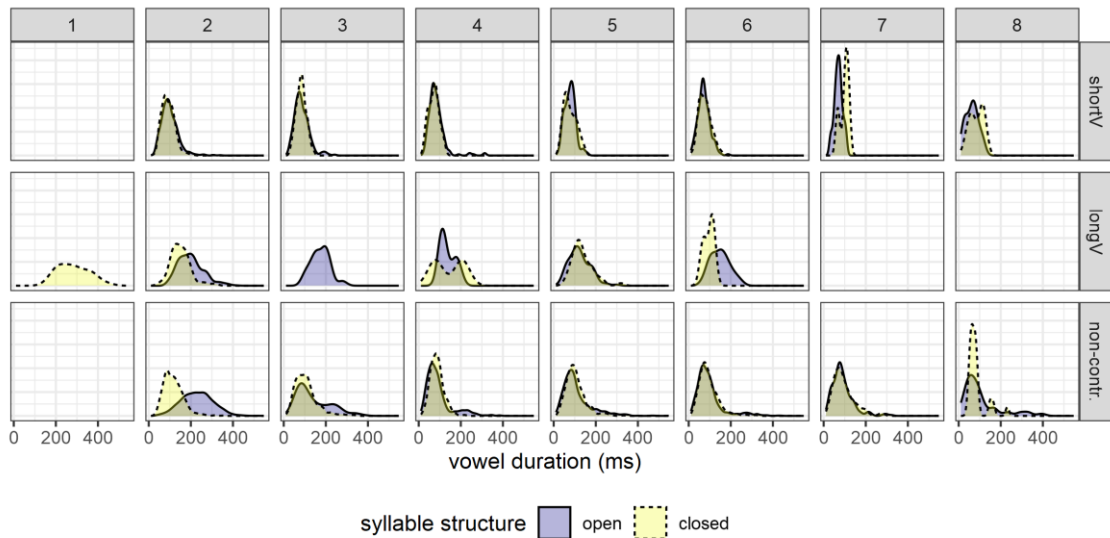 1 2 3 4 5 6 7 8
shortV
longV
non-contr.
0 200 400 0 200 400 0 200 400 0 200 400 0 200 400 0 200 400 0 200 400 0 200 400
vowel duration (ms)
syllable structure open closed